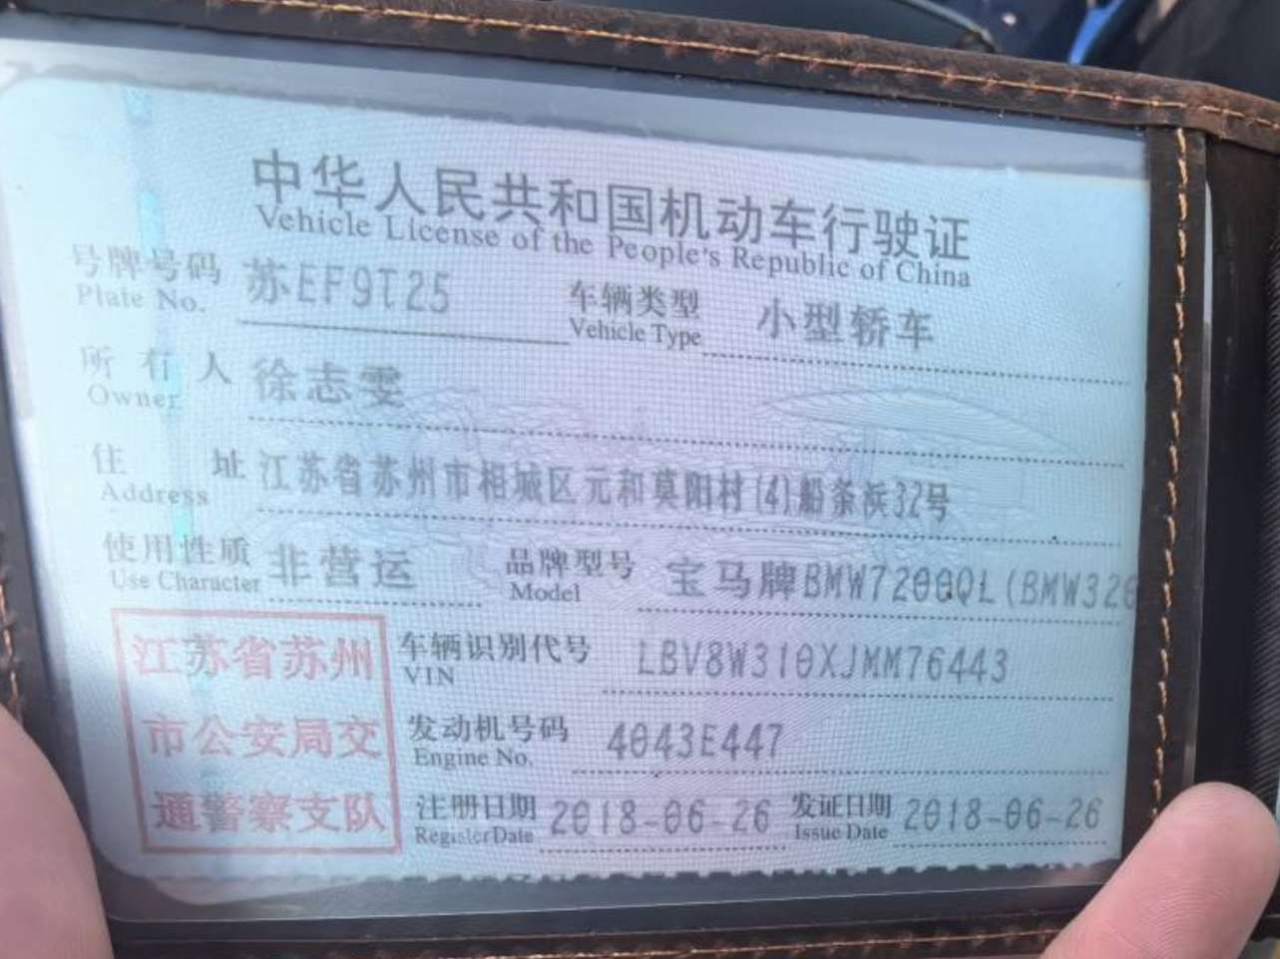 中华人民共和国机动车行驶证
Vehicle License of the People's Republic of China
号牌号码 苏EF9T25 车辆类型 小型轿车
Plate No. Vehicle Type
所有人 徐志雯
Owner
住址 江苏省苏州市相城区元和莫阳村(4)船条浜32号
Address
使用性质 非营运 品牌型号 宝马牌BMW7200QL(BMW320
Use Character Model
江苏省苏州
市公安局交
通警察支队
车辆识别代号 LBV8W310XJMM76443
VIN
发动机号码 4043E447
Engine No.
注册日期 2018-06-26 发证日期 2018-06-26
Register Date Issue Date